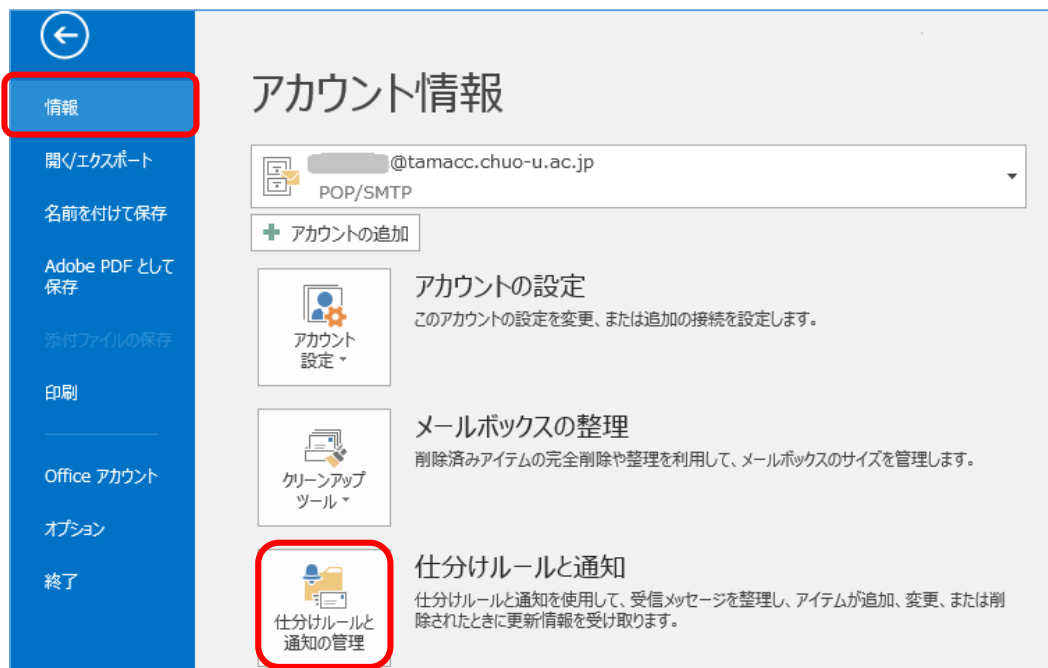 情報
開く/エクスポート
名前を付けて保存
Adobe PDF として
保存
添付ファイルの保存
印刷
Office アカウント
オプション
終了
アカウント情報
@tamacc.chuo-u.ac.jp
POP/SMTP
アカウントの追加
アカウント
設定
アカウントの設定
このアカウントの設定を変更、または追加の接続を設定します。
クリーンアップ
ツール
メールボックスの整理
削除済みアイテムの完全削除や整理を利用して、メールボックスのサイズを管理します。
仕分けルールと
通知の管理
仕分けルールと通知
仕分けルールと通知を使用して、受信メッセージを整理し、アイテムが追加、変更、または削
除されたときに更新情報を受け取ります。